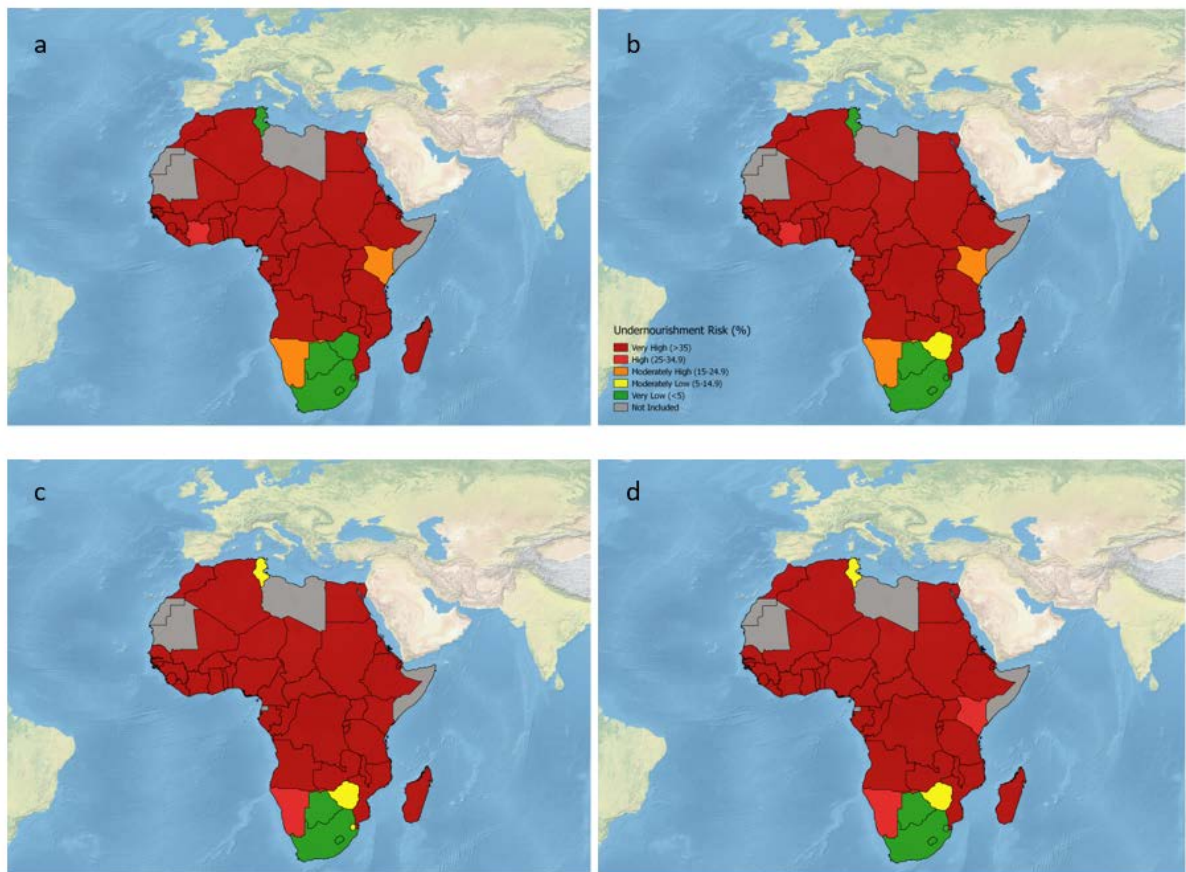 a
b
Undernourishment Risk (%)
Very High (>35)
High (25-34.9)
Moderately High (15-24.9)
Moderately Low (5-14.9)
Very Low (<5)
Not Included
c
d